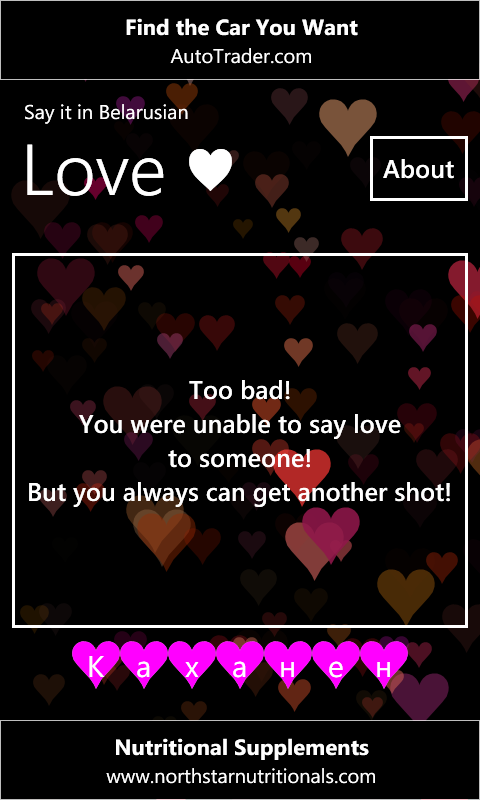 Find the Car You Want
AutoTrader.com
Say it in Belarusian
Love
About
Too bad!
You were unable to say love
to someone!
But you always can get another shot!
Каханен
Nutritional Supplements
www.northstarnutritionals.com